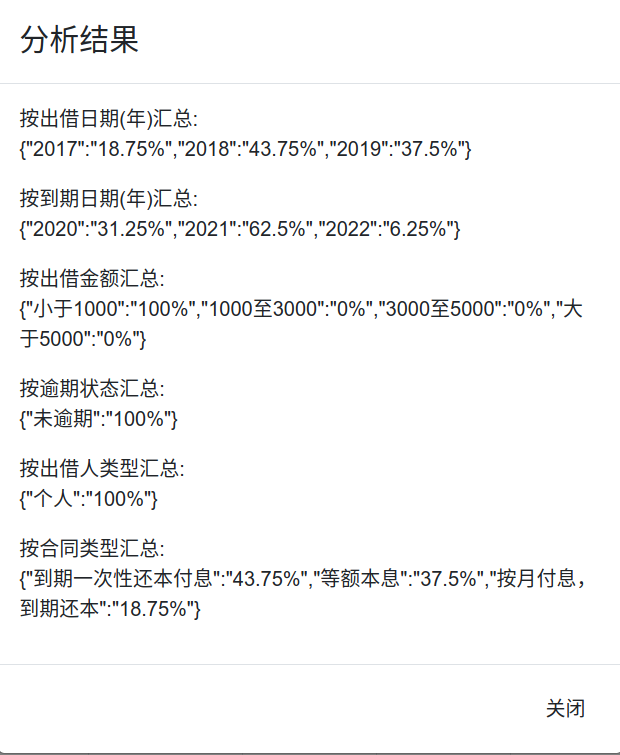 分析结果
按出借日期(年)汇总:
{"2017":"18.75%","2018":"43.75%","2019":"37.5%"}
按到期日期(年)汇总:
{"2020":"31.25%","2021":"62.5%","2022":"6.25%"}
按出借金额汇总:
{"小于1000":"100%","1000至3000":"0%","3000至5000":"0%","大
于5000":"0%"}
按逾期状态汇总:
{"未逾期":"100%"}
按出借人类型汇总:
{"个人":"100%"}
按合同类型汇总:
{"到期一次性还本付息":"43.75%","等额本息":"37.5%","按月付息，
到期还本":"18.75%"}
关闭